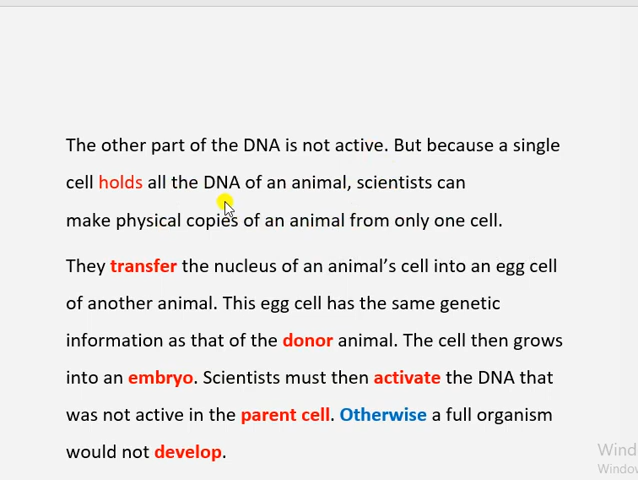 The other part of the DNA is not active. But because a single
cell holds all the DNA of an animal, scientists can
make physical copies of an animal from only one cell.
They transfer the nucleus of an animal’s cell into an egg cell
of another animal. This egg cell has the same genetic
information as that of the donor animal. The cell then grows
into an embryo. Scientists must then activate the DNA that
was not active in the parent cell. Otherwise a full organism
would not develop.
Wind
Window